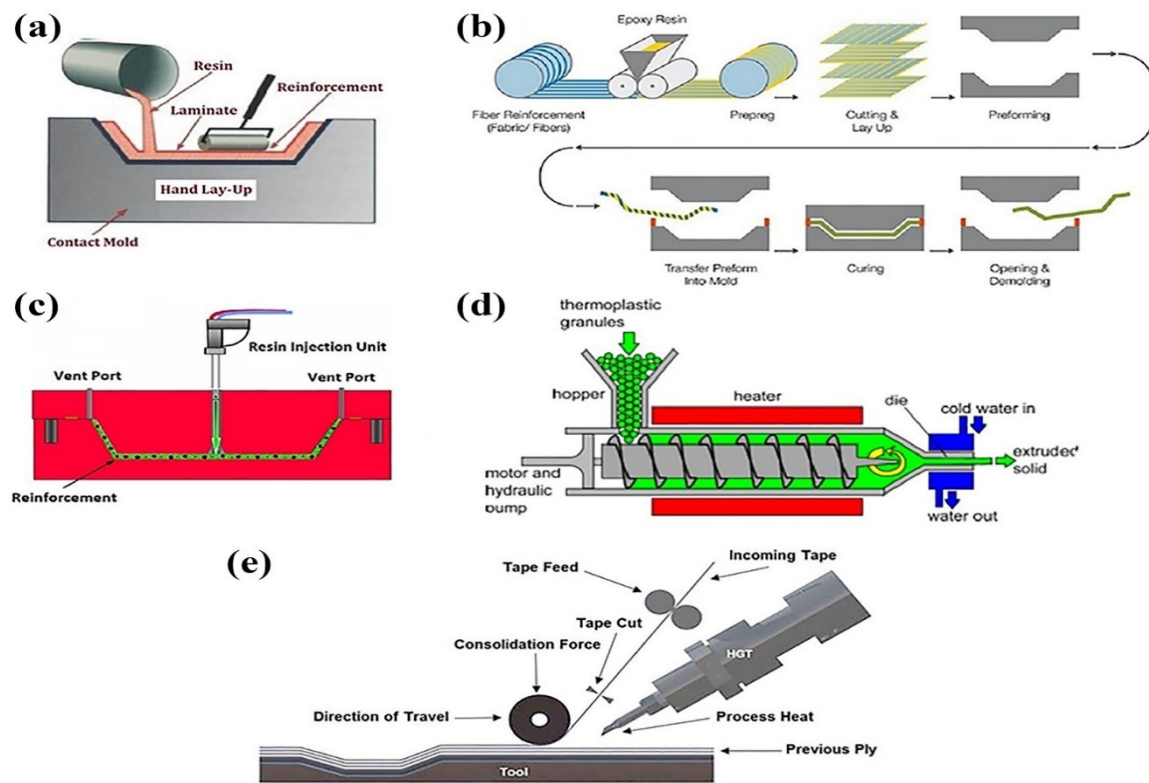 (a)
Resin
Reinforcement
Laminate
Hand Lay-Up
Contact Mold
(b)
Epoxy Resin
Fiber Reinforcement
(Fabric/ Fibers)
Prepreg
Cutting &
Lay Up
Preforming
Transfer Preform
Into Mold
Curing
Opening &
Demolding
(c)
Resin Injection Unit
Vent Port
Vent Port
Reinforcement
(d)
thermoplastic
granules
hopper
heater
die
cold water in
motor and
hydraulic
pump
extruded
solid
water out
(e)
Incoming Tape
Tape Feed
Tape Cut
Consolidation Force
HGT
Direction of Travel
Process Heat
Previous Ply
Tool